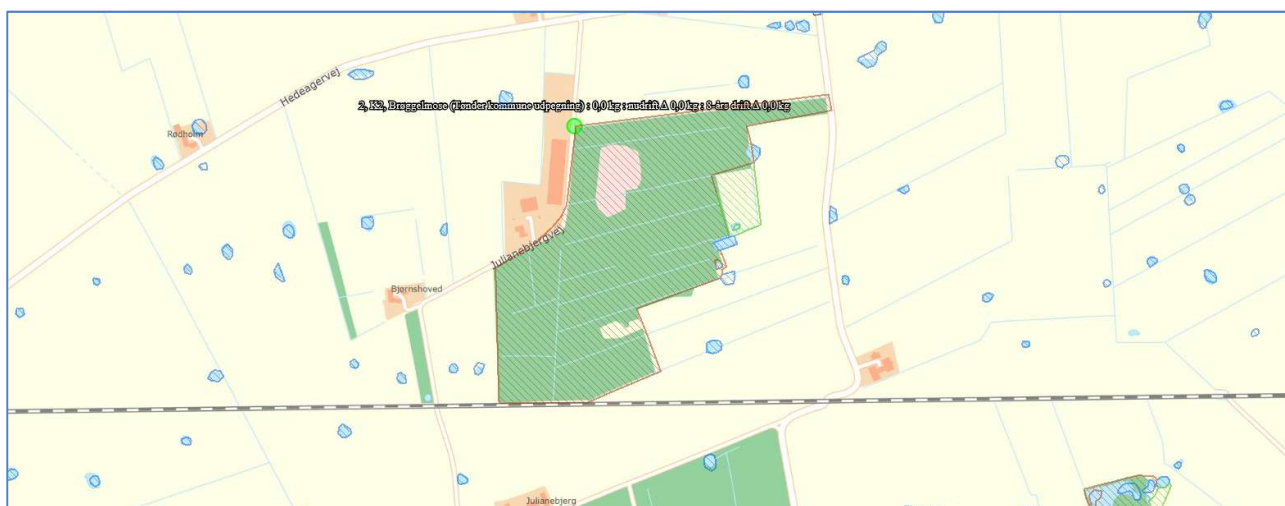 Hedeagervej
2, K2, Brøggelmose (Tønder kommune udpegning) : 0,0 kg : nudrift Δ 0,0 kg : 8-års drift Δ 0,0 kg
Rødholm
Julianebjergvej
Bjørnshoved
Julianebjerg